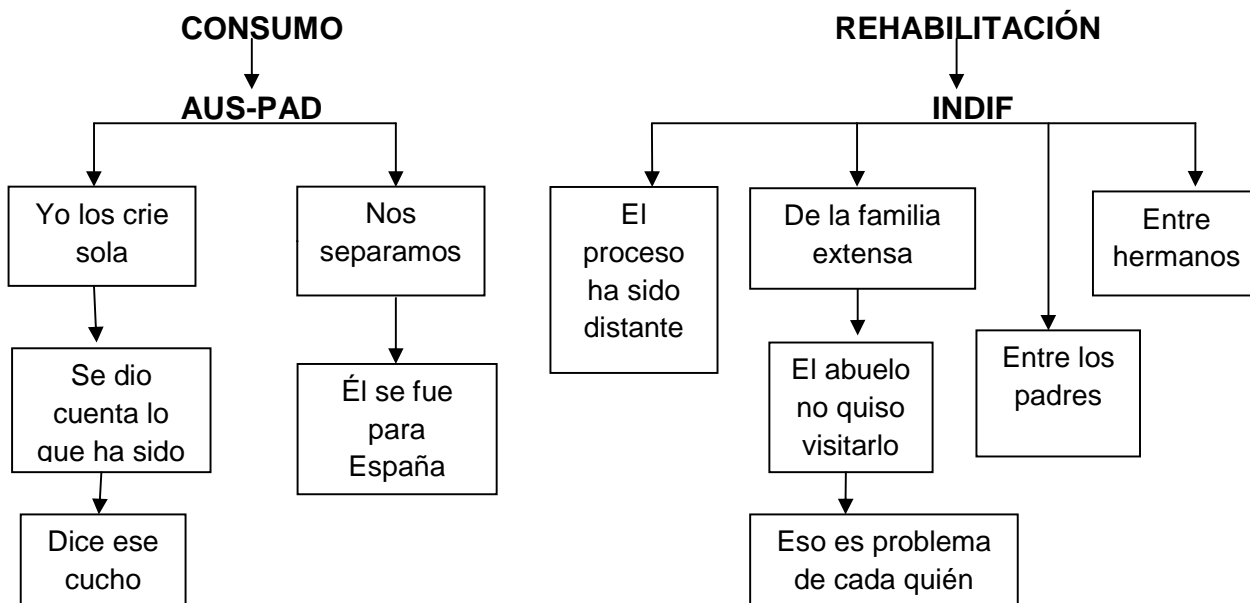 CONSUMO
AUS-PAD
Yo los crie
sola
Se dio
cuenta lo
que ha sido
Dice ese
cucho
Nos
separamos
Él se fue
para
España
REHABILITACIÓN
INDIF
El
proceso
ha sido
distante
De la familia
extensa
El abuelo
no quiso
visitarlo
Eso es problema
de cada quién
Entre los
padres
Entre
hermanos